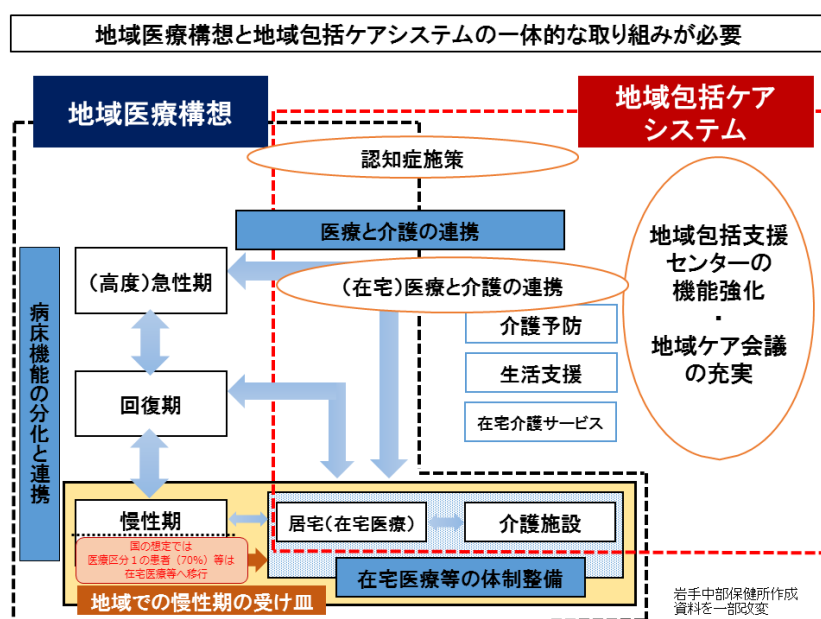 地域医療構想と地域包括ケアシステムの一体的な取り組みが必要
地域医療構想
地域包括ケア
システム
認知症施策
医療と介護の連携
(在宅)医療と介護の連携
地域包括支援
センターの
機能強化
・
地域ケア会議
の充実
病床機能の分化と連携
(高度)急性期
回復期
慢性期
介護予防
生活支援
在宅介護サービス
居宅(在宅医療)
介護施設
国の想定では
医療区分1の患者(70%)等は
在宅医療等へ移行
在宅医療等の体制整備
地域での慢性期の受け皿
岩手中部保健所作成
資料を一部改変